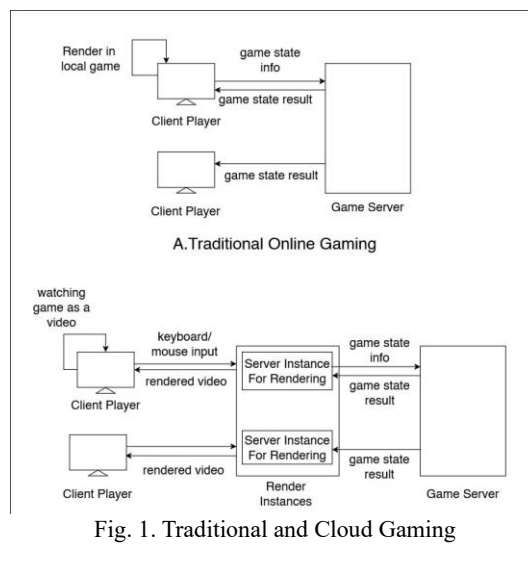 Render in
local game
game state
info
game state result
Client Player
game state result
Client Player
Game Server
A.Traditional Online Gaming
watching
game as a
video
keyboard/
mouse input
rendered video
Client Player
Server Instance
For Rendering
game state
info
game state
result
Server Instance
For Rendering
rendered video
game state
result
Client Player
Render
Instances
Game Server
Fig. 1. Traditional and Cloud Gaming